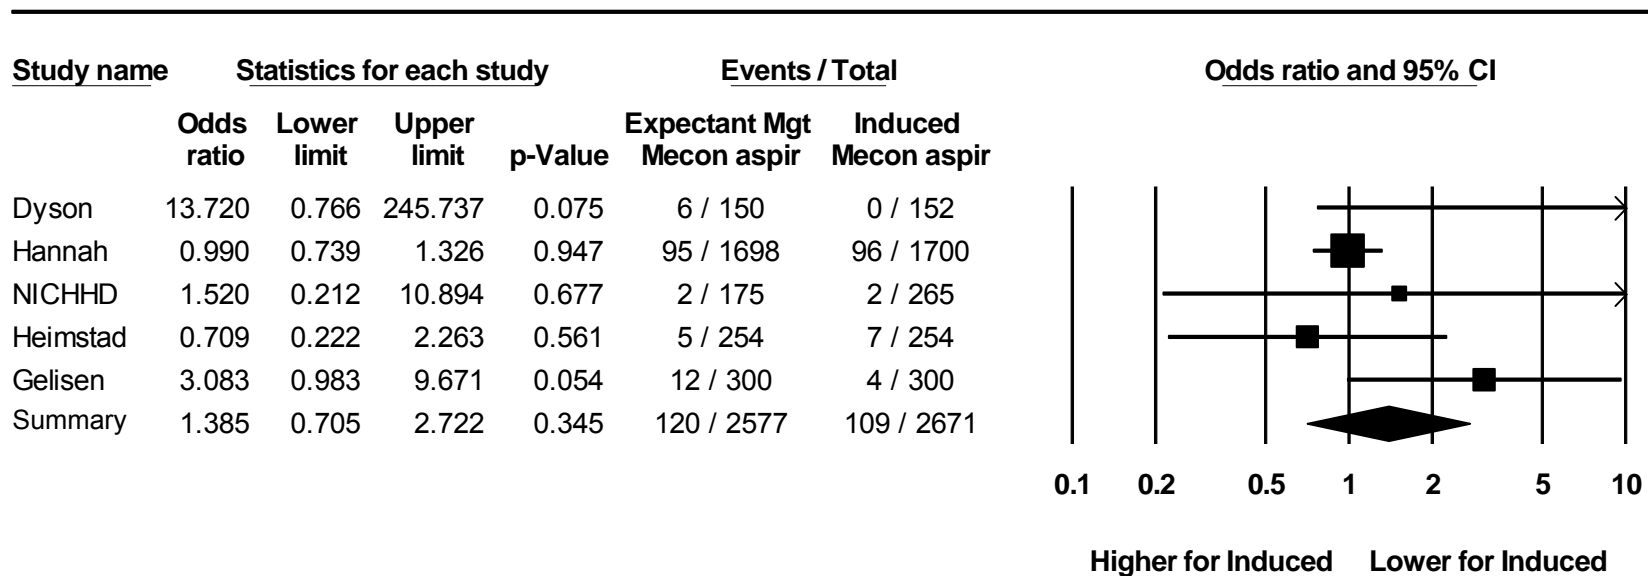 Study name Statistics for each study Events / Total Odds ratio and 95% CI
Odds Lower Upper Expectant Mgt Induced
ratio limit limit p-Value Mecon aspir Mecon aspir
Dyson 13.720 0.766 245.737 0.075 6 / 150 0 / 152
Hannah 0.990 0.739 1.326 0.947 95 / 1698 96 / 1700
NICHHD 1.520 0.212 10.894 0.677 2 / 175 2 / 265
Heimstad 0.709 0.222 2.263 0.561 5 / 254 7 / 254
Gelisen 3.083 0.983 9.671 0.054 12 / 300 4 / 300
Summary 1.385 0.705 2.722 0.345 120 / 2577 109 / 2671
0.1 0.2 0.5 1 2 5 10
Higher for Induced Lower for Induced